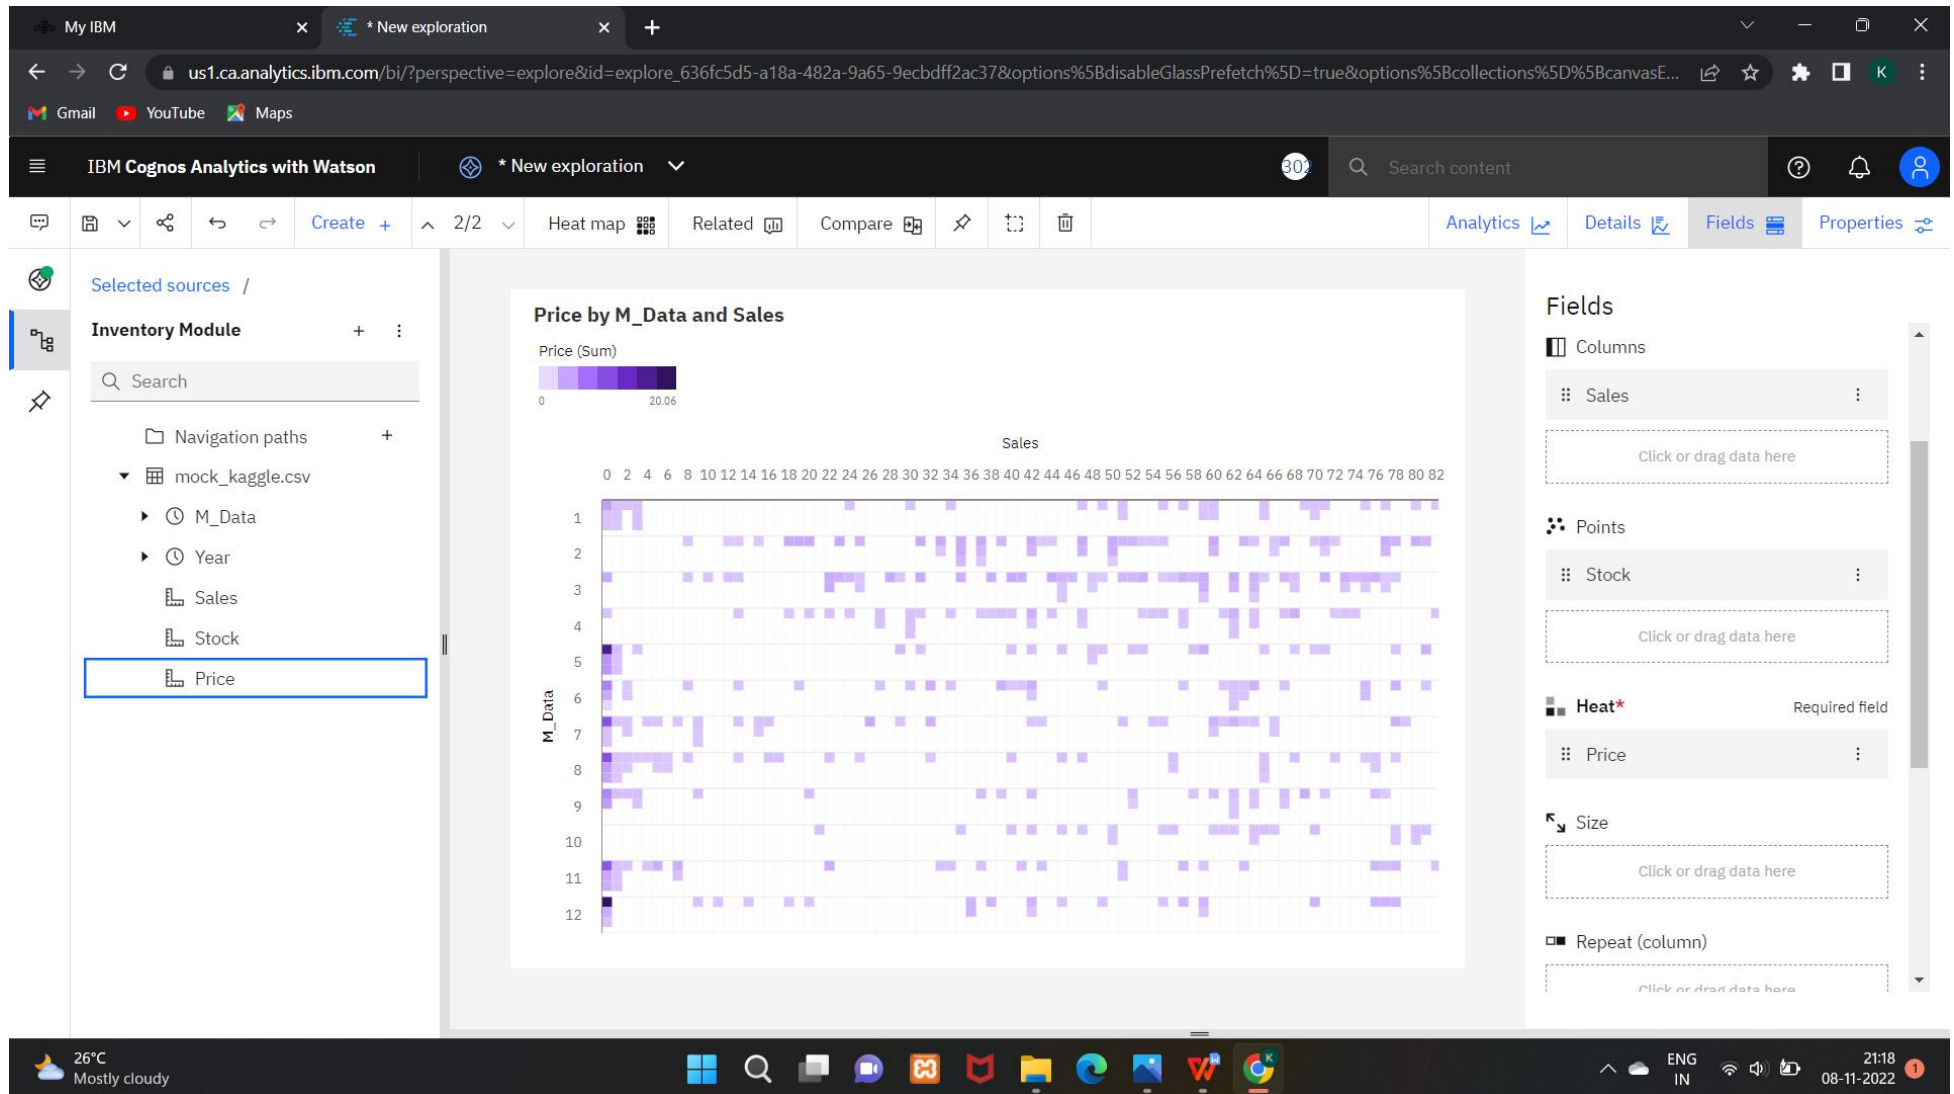 My IBM
* New exploration
us1.ca.analytics.ibm.com/bi/?perspective=explore&id=explore_636fc5d5-a18a-482a-9a65-9ecbdff2ac37&options%5BdisableGlassPrefetch%5D=true&options%5Bcollections%5D%5BcanvasE...
K
Gmail
YouTube
Maps
IBM Cognos Analytics with Watson
* New exploration
302
Search content
Create
2/2
Heat map
Related
Compare
Analytics
Details
Fields
Properties
Selected sources /
Inventory Module
Search
Navigation paths
mock_kaggle.csv
M_Data
Year
Sales
Stock
Price
Price by M_Data and Sales
Price (Sum)
0 20.06
Sales
0 2 4 6 8 10 12 14 16 18 20 22 24 26 28 30 32 34 36 38 40 42 44 46 48 50 52 54 56 58 60 62 64 66 68 70 72 74 76 78 80 82
M_Data
1
2
3
4
5
6
7
8
9
10
11
12
Fields
Columns
Sales
Click or drag data here
Points
Stock
Click or drag data here
Heat* Required field
Price
Size
Click or drag data here
Repeat (column)
Click or drag data here
26°C
Mostly cloudy
K
ENG
IN
21:18
08-11-2022
1